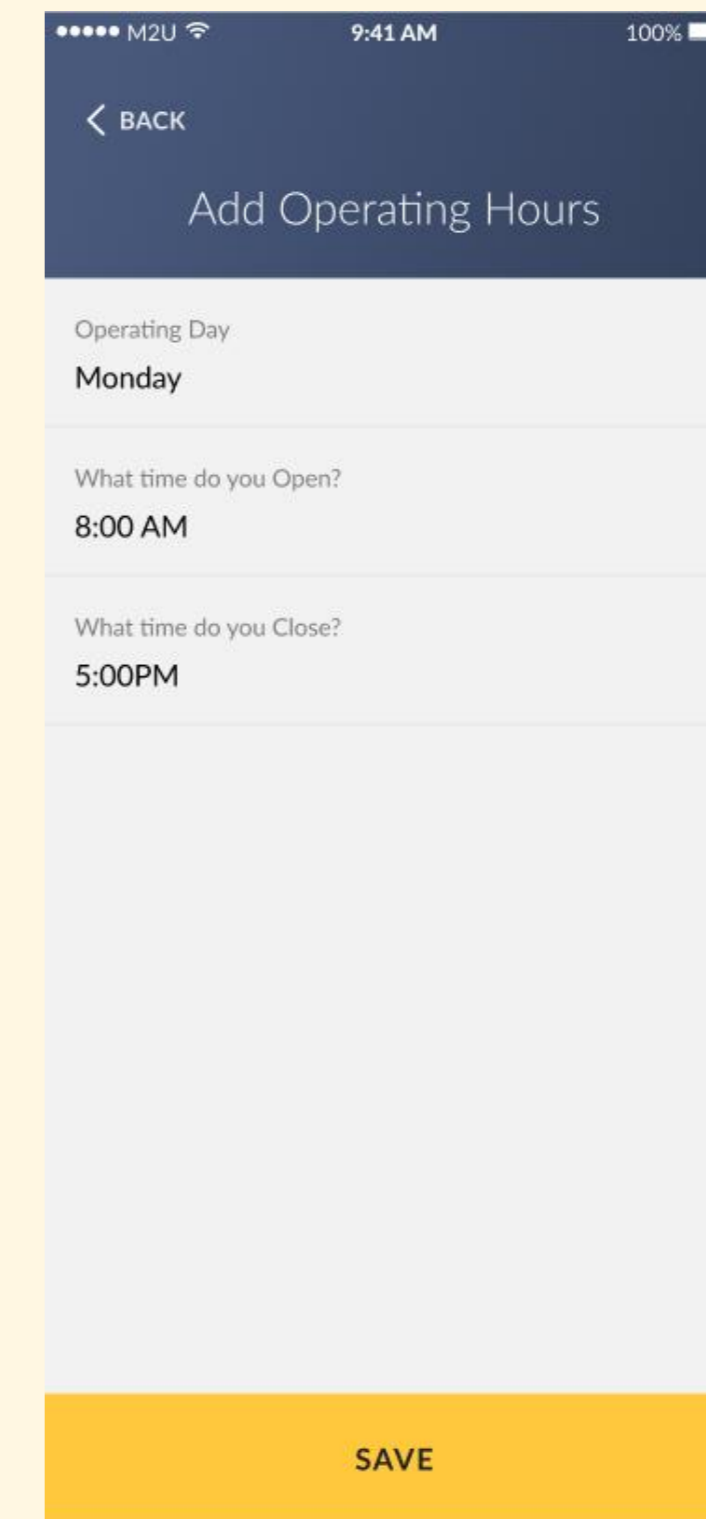 M2U 9:41 AM 100%
BACK
Add Operating Hours
Operating Day
Monday
What time do you Open?
8:00 AM
What time do you Close?
5:00PM
SAVE